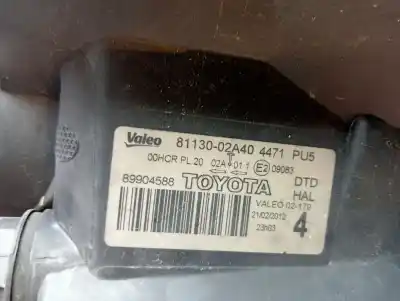 Valeo 81130-02A40 4471 PU5
00HCR PL 20 02A 01 1 E2 09083
89904588 TOYOTA DTD
HAL
VALEO 02-179
21/02/2012 4
23h03